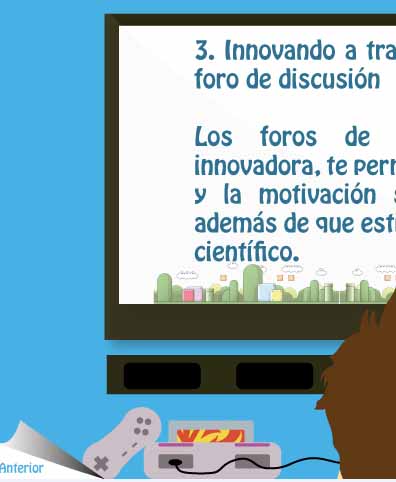 3. Innovando a tra
foro de discusión
Los foros de
innovadora, te perm
y la motivación s
además de que est
científico.
Anterior